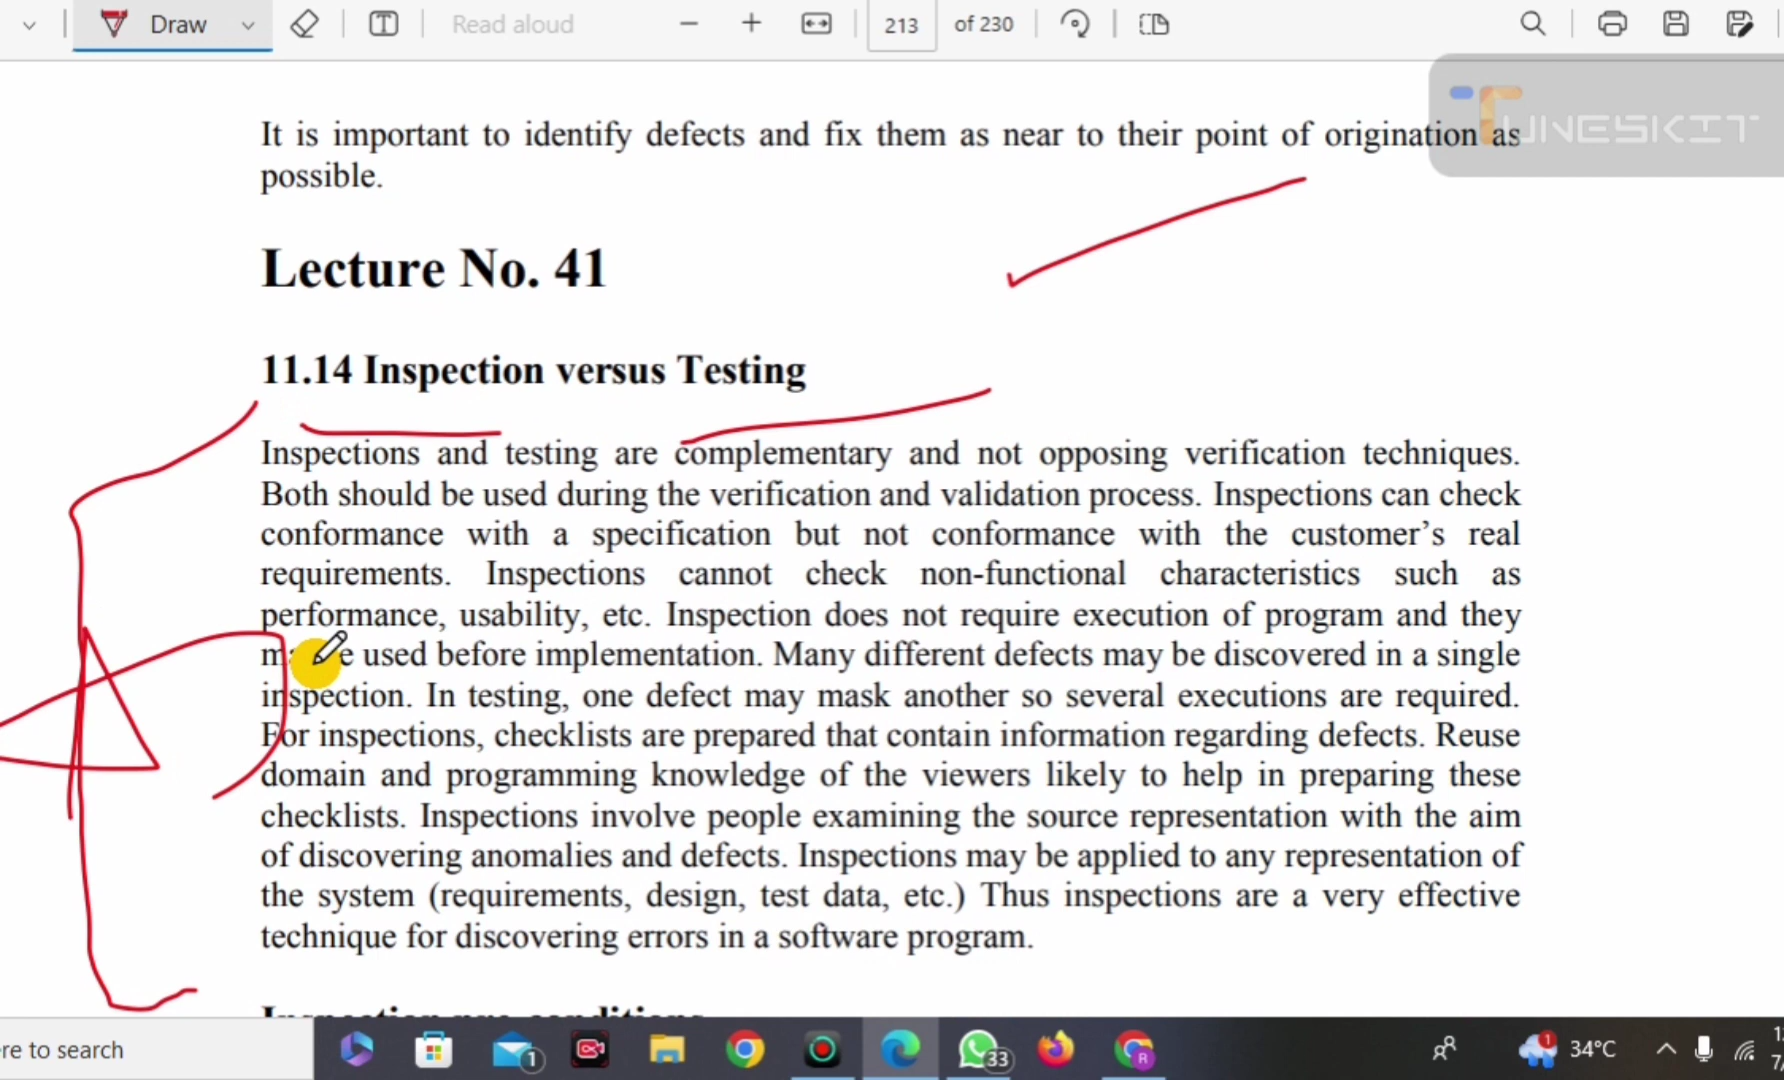 Draw
Read aloud
213 of 230
TUNESKIT
It is important to identify defects and fix them as near to their point of origination as
possible.
Lecture No. 41
11.14 Inspection versus Testing
Inspections and testing are complementary and not opposing verification techniques.
Both should be used during the verification and validation process. Inspections can check
conformance with a specification but not conformance with the customer’s real
requirements. Inspections cannot check non-functional characteristics such as
performance, usability, etc. Inspection does not require execution of program and they
used before implementation. Many different defects may be discovered in a single
inspection. In testing, one defect may mask another so several executions are required.
For inspections, checklists are prepared that contain information regarding defects. Reuse
domain and programming knowledge of the viewers likely to help in preparing these
checklists. Inspections involve people examining the source representation with the aim
of discovering anomalies and defects. Inspections may be applied to any representation of
the system (requirements, design, test data, etc.) Thus inspections are a very effective
technique for discovering errors in a software program.
Inspection pre-conditions
re to search
1
33
R
1
34°C